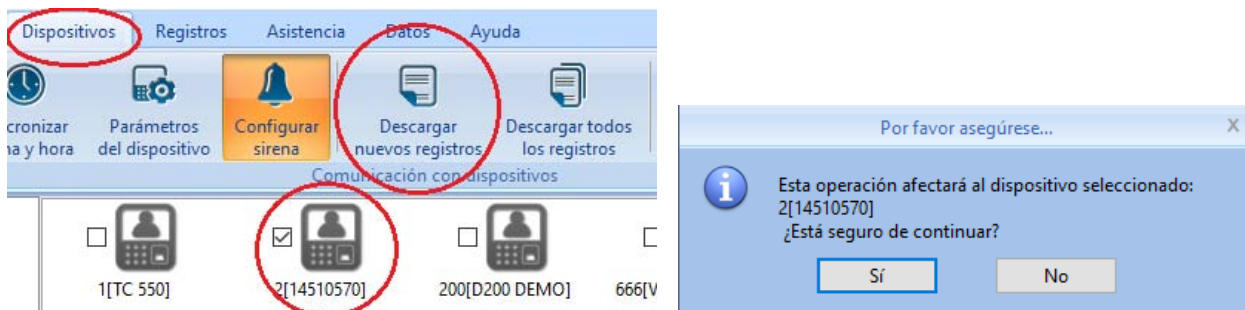 Dispositivos Registros Asistencia Datos Ayuda
cronizar Parámetros Configurar Descargar Descargar todos
na y hora del dispositivo sirena nuevos registros los registros
Comunicación con dispositivos
1[TC 550] 2[14510570] 200[D200 DEMO] 666[V
Por favor asegúrese... X
Esta operación afectará al dispositivo seleccionado:
2[14510570]
¿Está seguro de continuar?
Sí No